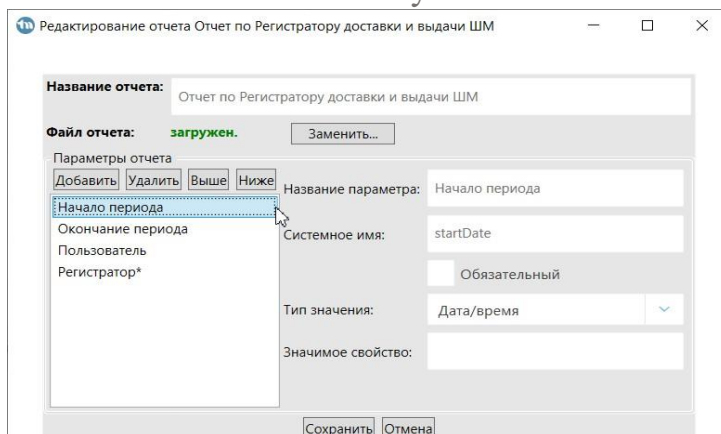 Редактирование отчета Отчет по Регистратору доставки и выдачи ШМ
Название отчета: Отчет по Регистратору доставки и выдачи ШМ
Файл отчета: загружен. Заменить...
Параметры отчета
Добавить Удалить Выше Ниже
Начало периода
Окончание периода
Пользователь
Регистратор*
Название параметра: Начало периода
Системное имя: startDate
Обязательный
Тип значения: Дата/время
Значимое свойство:
Сохранить Отмена